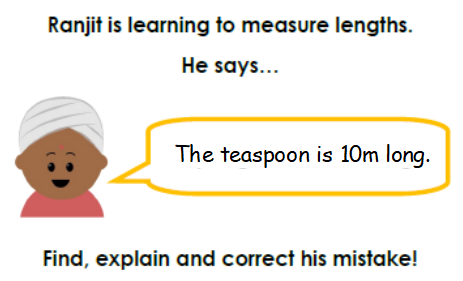 Ranjit is learning to measure lengths.
He says…
The teaspoon is 10m long.
Find, explain and correct his mistake!